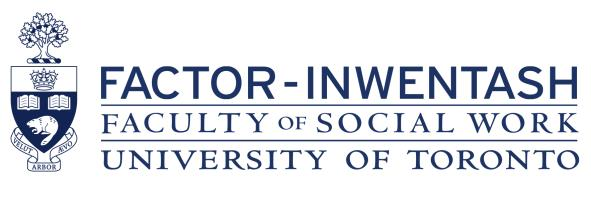 FACTOR-INWENTASH
FACULTY OF SOCIAL WORK
UNIVERSITY OF TORONTO
VELUT
ARBOR
ÆVO